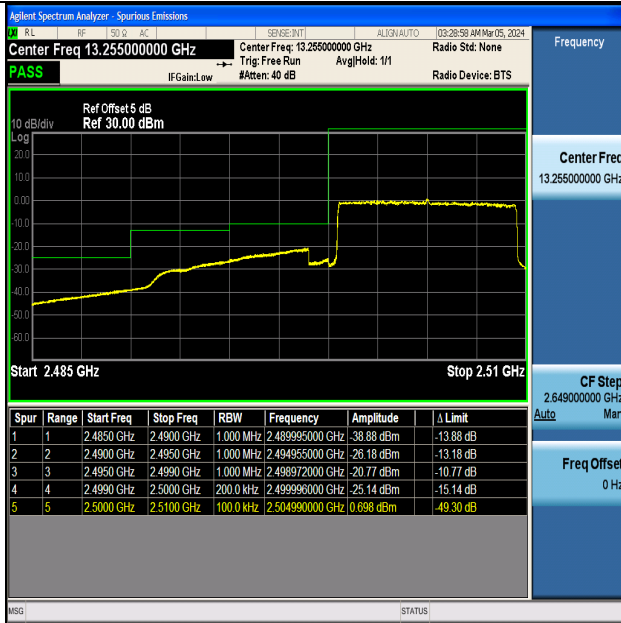 Agilent Spectrum Analyzer - Spurious Emissions
RL RF 50 Ω AC SENSE:INT ALIGN AUTO 03:28:58 AM Mar 05, 2024
Center Freq 13.255000000 GHz
Center Freq: 13.255000000 GHz Radio Std: None
Trig: Free Run Avg|Hold: 1/1
PASS
IFGain:Low #Atten: 40 dB Radio Device: BTS
Frequency
Ref Offset 5 dB
10 dB/div Ref 30.00 dBm
Log
20.0
10.0
0.00
-10.0
-20.0
-30.0
-40.0
-50.0
-60.0
Start 2.485 GHz Stop 2.51 GHz
Center Freq
13.255000000 GHz
CF Step
2.649000000 GHz
Auto Man
Freq Offset
0 Hz
Spur Range Start Freq Stop Freq RBW Frequency Amplitude Δ Limit
1 1 2.4850 GHz 2.4900 GHz 1.000 MHz 2.489995000 GHz -38.88 dBm -13.88 dB
2 2 2.4900 GHz 2.4950 GHz 1.000 MHz 2.494955000 GHz -26.18 dBm -13.18 dB
3 3 2.4950 GHz 2.4990 GHz 1.000 MHz 2.498972000 GHz -20.77 dBm -10.77 dB
4 4 2.4990 GHz 2.5000 GHz 200.0 kHz 2.499996000 GHz -25.14 dBm -15.14 dB
5 5 2.5000 GHz 2.5100 GHz 100.0 kHz 2.504990000 GHz 0.698 dBm -49.30 dB
MSG STATUS